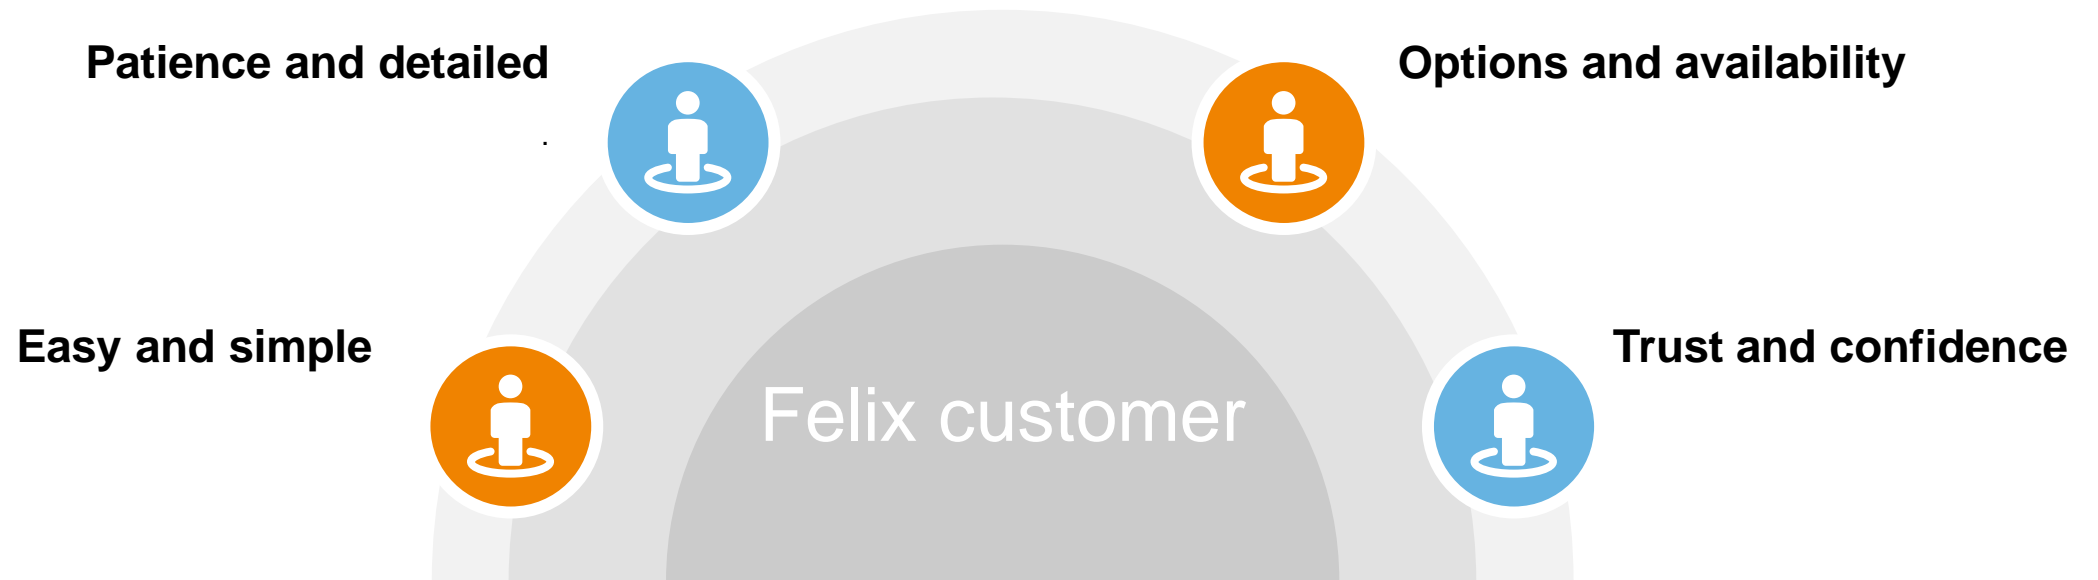 Patience and detailed
.
Options and availability
Easy and simple
Trust and confidence
Felix customer